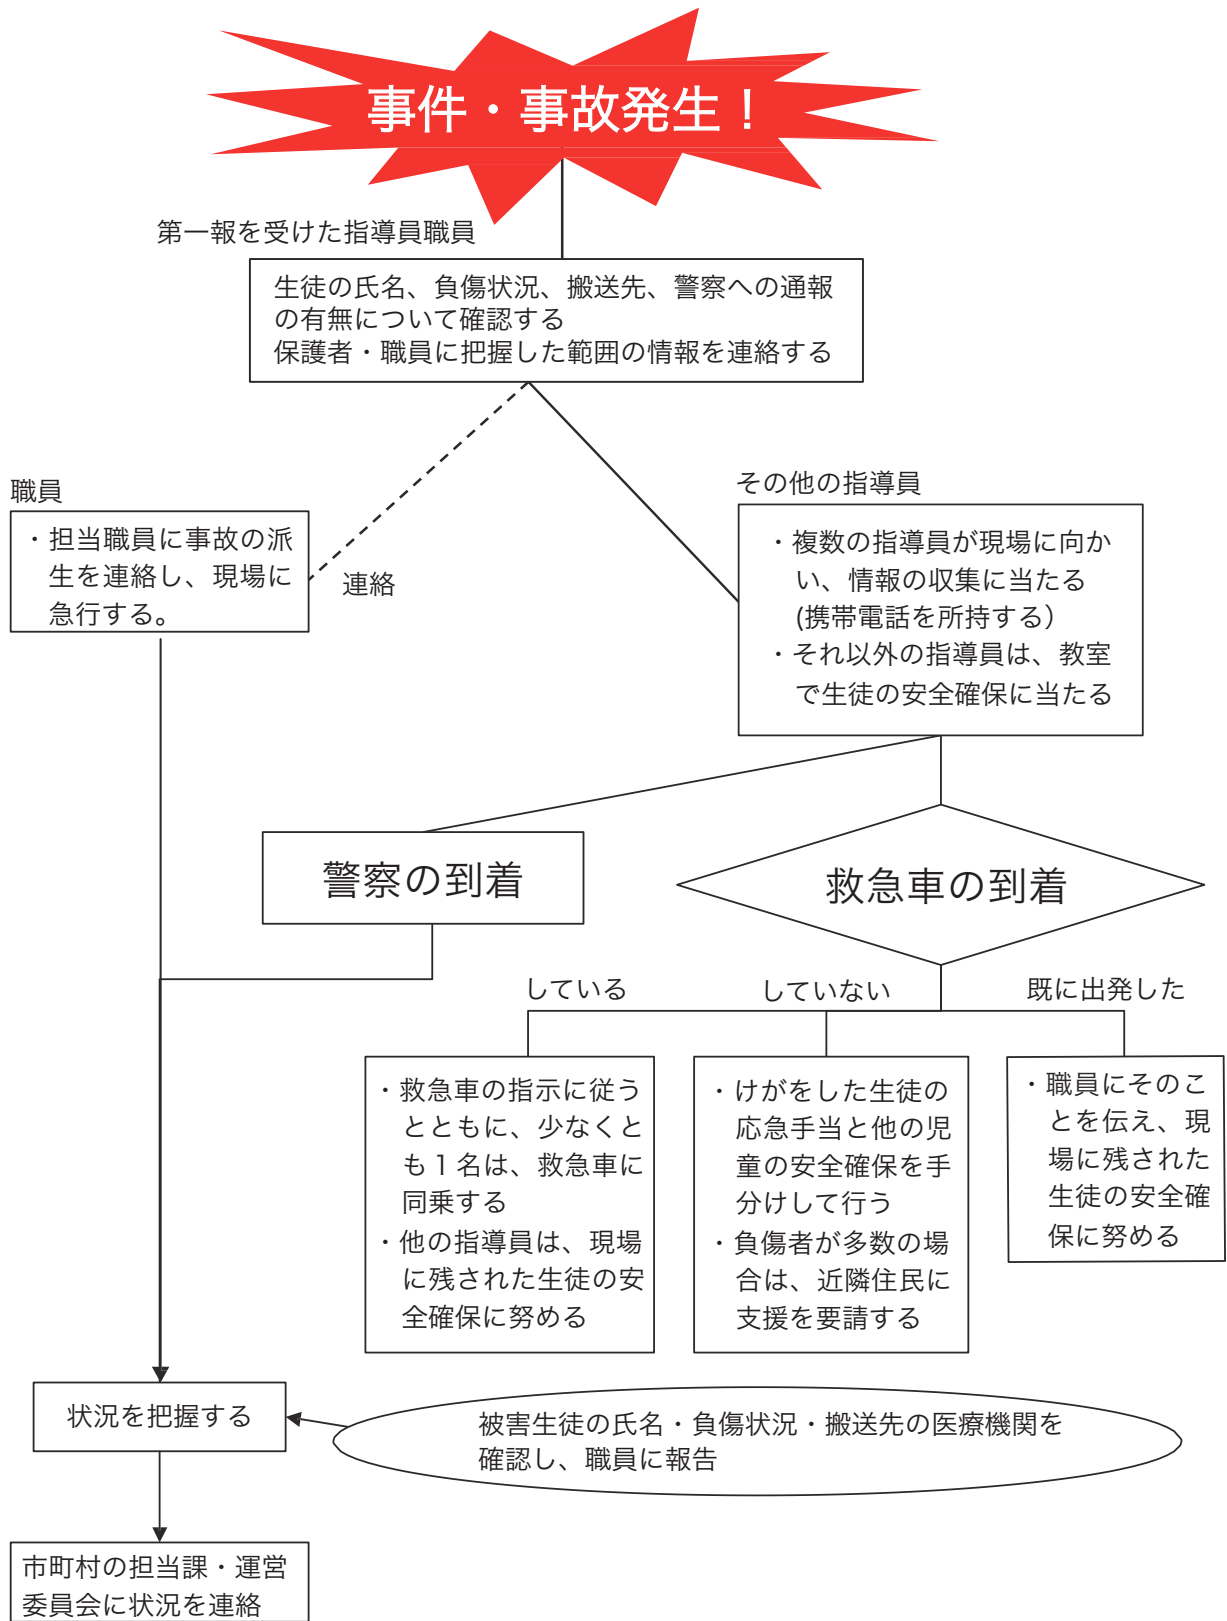 事件・事故発生！
第一報を受けた指導員職員
生徒の氏名、負傷状況、搬送先、警察への通報
の有無について確認する
保護者・職員に把握した範囲の情報を連絡する
職員
・担当職員に事故の派
生を連絡し、現場に
急行する。
連絡
その他の指導員
・複数の指導員が現場に向か
い、情報の収集に当たる
(携帯電話を所持する）
・それ以外の指導員は、教室
で生徒の安全確保に当たる
警察の到着
救急車の到着
している
していない
既に出発した
・救急車の指示に従う
とともに、少なくと
も１名は、救急車に
同乗する
・他の指導員は、現場
に残された生徒の安
全確保に努める
・けがをした生徒の
応急手当と他の児
童の安全確保を手
分けして行う
・負傷者が多数の場
合は、近隣住民に
支援を要請する
・職員にそのこ
とを伝え、現
場に残された
生徒の安全確
保に努める
状況を把握する
被害生徒の氏名・負傷状況・搬送先の医療機関を
確認し、職員に報告
市町村の担当課・運営
委員会に状況を連絡